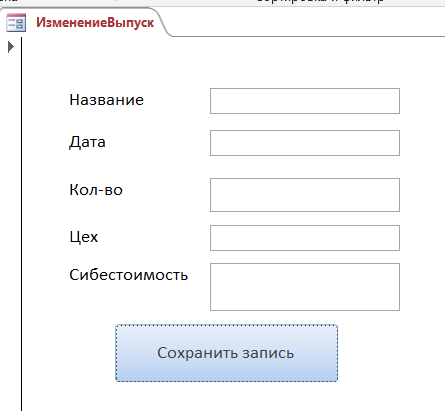 ИзменениеВыпуск
Название
Дата
Кол-во
Цех
Сибестоимость
Сохранить запись